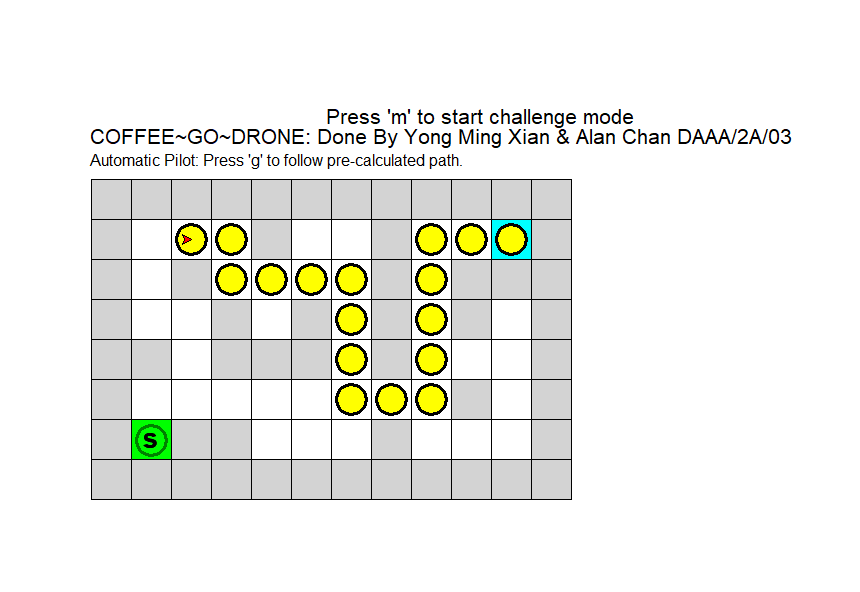 Press 'm' to start challenge mode
COFFEE~GO~DRONE: Done By Yong Ming Xian & Alan Chan DAAA/2A/03
Automatic Pilot: Press 'g' to follow pre-calculated path.
S